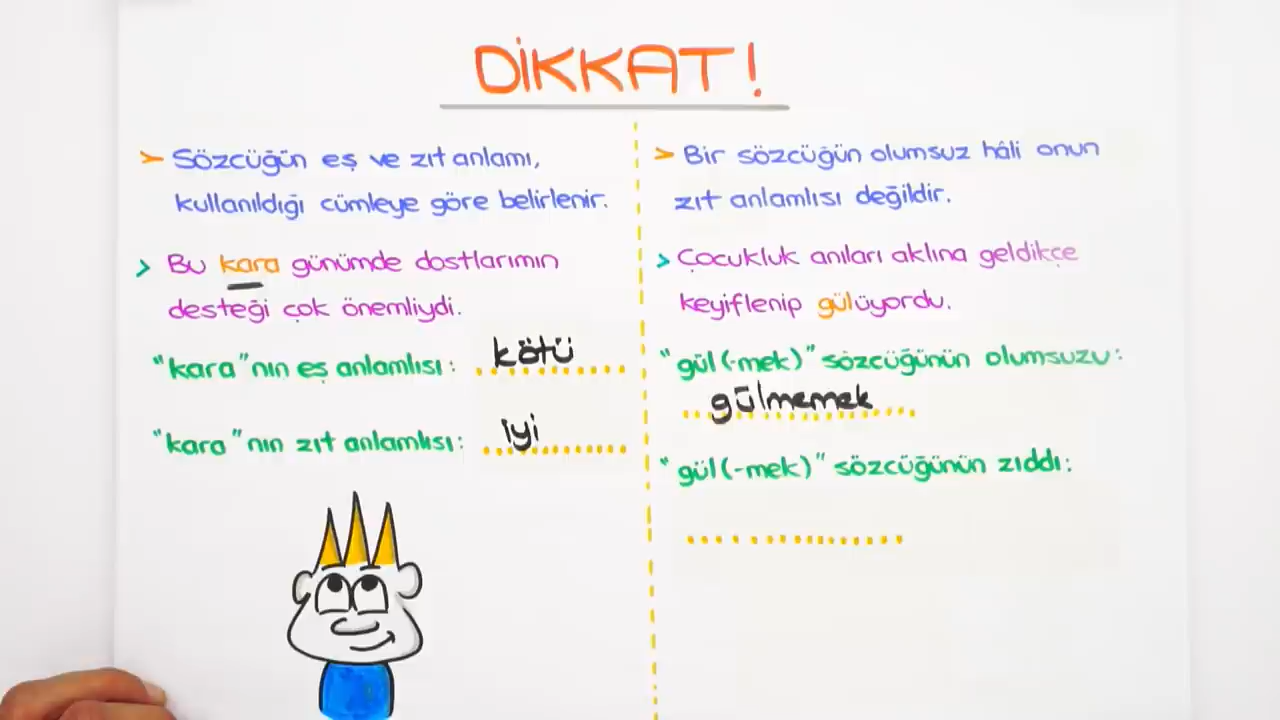 DİKKAT!
> Sözcüğün eş ve zıt anlamı,
kullanıldığı cümleye göre belirlenir.
> Bu kara günümde dostlarımın
desteği çok önemliydi.
"kara"nın eş anlamlısı: kötü
"kara"nın zıt anlamlısı: iyi
> Bir sözcüğün olumsuz hâli onun
zıt anlamlısı değildir.
> Çocukluk anıları aklına geldikçe
keyiflenip gülüyordu.
"gül(-mek)" sözcüğünün olumsuzu:
gülmemek
"gül(-mek)" sözcüğünün zıddı: